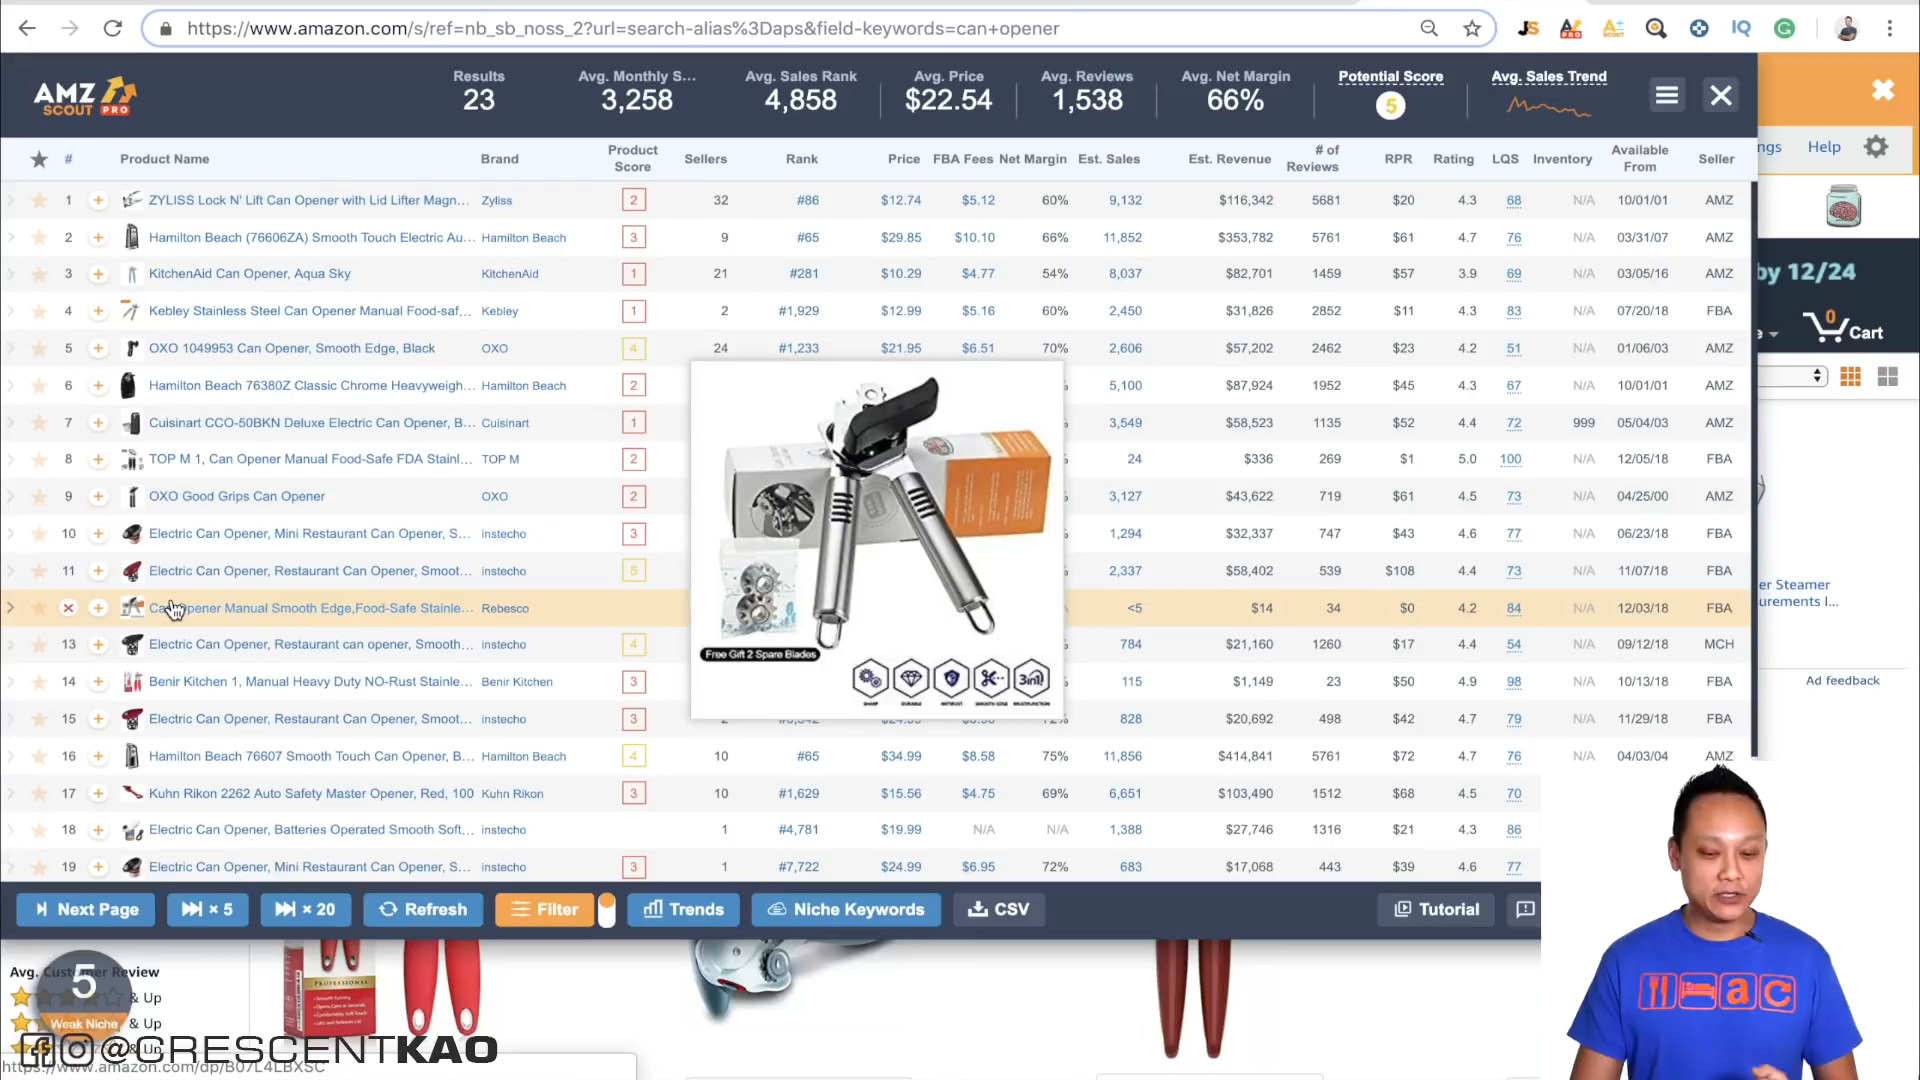 https://www.amazon.com/s/ref=nb_sb_noss_2?url=search-alias%3Daps&field-keywords=can+opener
JS
PRO
IQ
AMZ
SCOUT PRO
Results
23
Avg. Monthly S...
3,258
Avg. Sales Rank
4,858
Avg. Price
$22.54
Avg. Reviews
1,538
Avg. Net Margin
66%
Potential Score
5
Avg. Sales Trend
# Product Name Brand Product Score Sellers Rank Price FBA Fees Net Margin Est. Sales Est. Revenue # of Reviews RPR Rating LQS Inventory Available From Seller
1 ZYLISS Lock N' Lift Can Opener with Lid Lifter Magn... Zyliss 2 32 #86 $12.74 $5.12 60% 9,132 $116,342 5681 $20 4.3 68 N/A 10/01/01 AMZ
2 Hamilton Beach (76606ZA) Smooth Touch Electric Au... Hamilton Beach 3 9 #65 $29.85 $10.10 66% 11,852 $353,782 5761 $61 4.7 76 N/A 03/31/07 AMZ
3 KitchenAid Can Opener, Aqua Sky KitchenAid 1 21 #281 $10.29 $4.77 54% 8,037 $82,701 1459 $57 3.9 69 N/A 03/05/16 AMZ
4 Kebley Stainless Steel Can Opener Manual Food-saf... Kebley 1 2 #1,929 $12.99 $5.16 60% 2,450 $31,826 2852 $11 4.3 83 N/A 07/20/18 FBA
5 OXO 1049953 Can Opener, Smooth Edge, Black OXO 4 24 #1,233 $21.95 $6.51 70% 2,606 $57,202 2462 $23 4.2 51 N/A 01/06/03 AMZ
6 Hamilton Beach 76380Z Classic Chrome Heavyweigh... Hamilton Beach 2 5,100 $87,924 1952 $45 4.3 67 N/A 10/01/01 AMZ
7 Cuisinart CCO-50BKN Deluxe Electric Can Opener, B... Cuisinart 1 3,549 $58,523 1135 $52 4.4 72 999 05/04/03 AMZ
8 TOP M 1, Can Opener Manual Food-Safe FDA Stainl... TOP M 2 24 $336 269 $1 5.0 100 N/A 12/05/18 FBA
9 OXO Good Grips Can Opener OXO 2 3,127 $43,622 719 $61 4.5 73 N/A 04/25/00 AMZ
10 Electric Can Opener, Mini Restaurant Can Opener, S... instecho 3 1,294 $32,337 747 $43 4.6 77 N/A 06/23/18 FBA
11 Electric Can Opener, Restaurant Can Opener, Smoot... instecho 5 2,337 $58,402 539 $108 4.4 73 N/A 11/07/18 FBA
Opener Manual Smooth Edge,Food-Safe Stainle... Rebesco <5 $14 34 $0 4.2 84 N/A 12/03/18 FBA
13 Electric Can Opener, Restaurant can opener, Smooth... instecho 4 784 $21,160 1260 $17 4.4 54 N/A 09/12/18 MCH
14 Benir Kitchen 1, Manual Heavy Duty NO-Rust Stainle... Benir Kitchen 3 115 $1,149 23 $50 4.9 98 N/A 10/13/18 FBA
15 Electric Can Opener, Restaurant Can Opener, Smoot... instecho 3 828 $20,692 498 $42 4.7 79 N/A 11/29/18 FBA
16 Hamilton Beach 76607 Smooth Touch Can Opener, B... Hamilton Beach 4 10 #65 $34.99 $8.58 75% 11,856 $414,841 5761 $72 4.7 76 N/A 04/03/04 AMZ
17 Kuhn Rikon 2262 Auto Safety Master Opener, Red, 100 Kuhn Rikon 3 10 #1,629 $15.56 $4.75 69% 6,651 $103,490 1512 $68 4.5 70
18 Electric Can Opener, Batteries Operated Smooth Soft... instecho 1 #4,781 $19.99 N/A N/A 1,388 $27,746 1316 $21 4.3 86
19 Electric Can Opener, Mini Restaurant Can Opener, S... instecho 3 1 #7,722 $24.99 $6.95 72% 683 $17,068 443 $39 4.6 77
Free Gift 2 Spare Blades
SHARP DURABLE SMOOTH EDGE
3in1
ngs Help
by 12/24
0
Cart
er Steamer
urements I...
Ad feedback
Next Page × 5 × 20 Refresh Filter Trends Niche Keywords CSV Tutorial
Avg. Customer Review
& Up
& Up
& Up
5
Weak Niche
PROFESSIONAL
@CRESCENTKAO
https://www.amazon.com/dp/B07L4LBXSC
a c